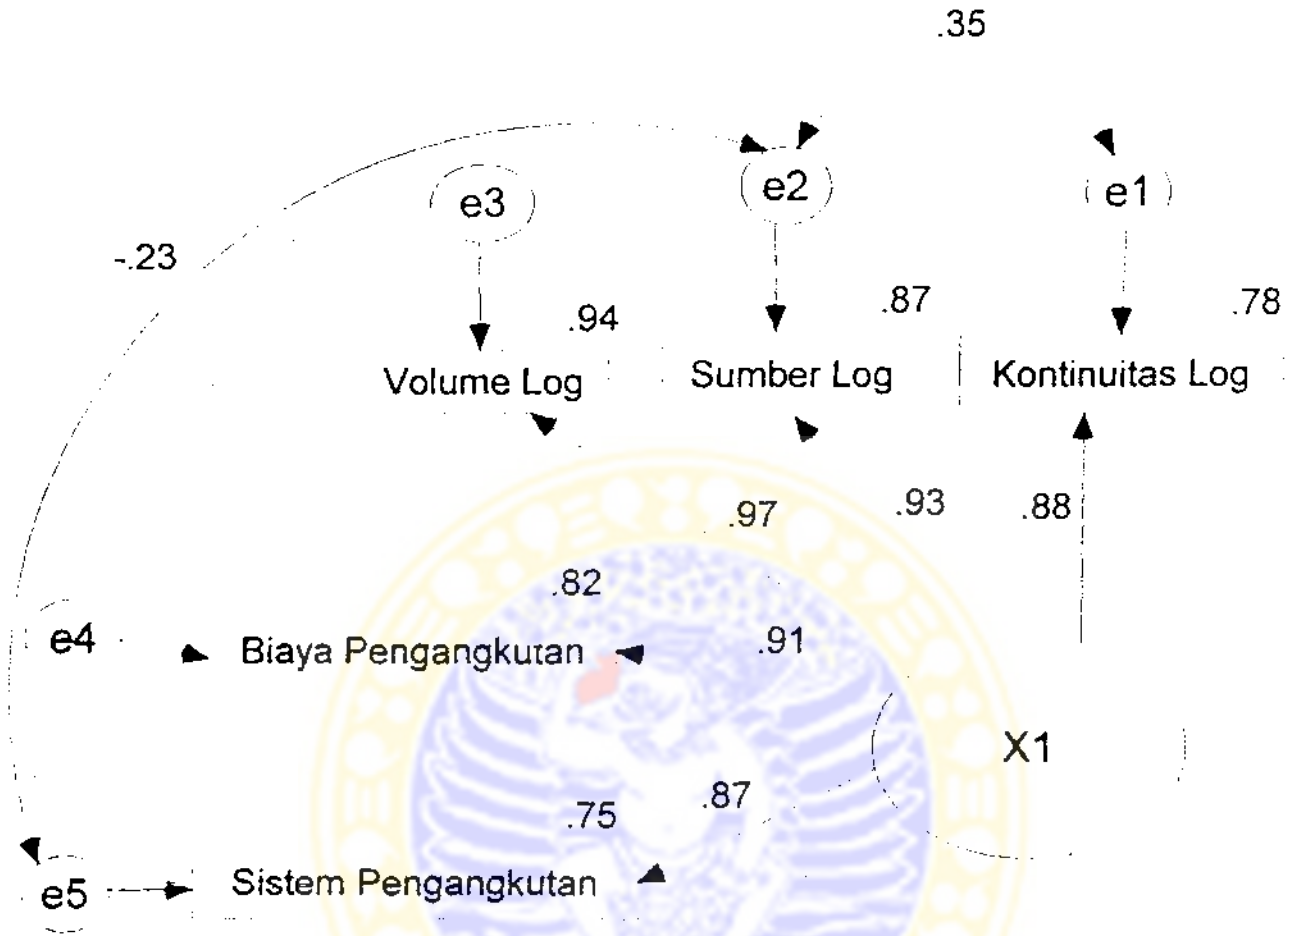 .35
e3 e2 e1
-.23
.94 .87 .78
Volume Log Sumber Log Kontinuitas Log
.97 .93 .88
.82
e4 Biaya Pengangkutan .91
X1
.75 .87
e5 Sistem Pengangkutan